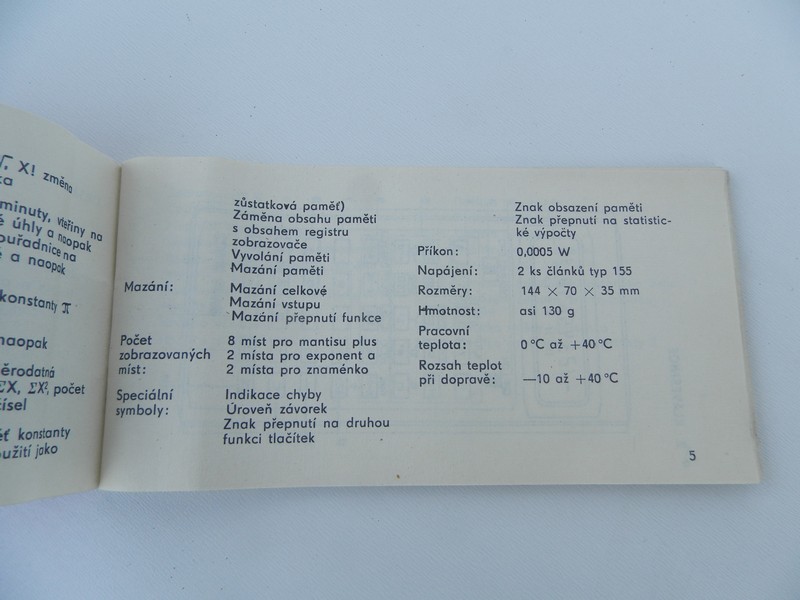 √, X! změna
minuty, vteřiny na
é úhly a naopak
ouřadnice na
é a naopak
konstanty π
naopak
ěrodatná
ΣX, ΣX², počet
čísel
ěť konstanty
oužití jako
zůstatková paměť)
Záměna obsahu paměti
s obsahem registru
zobrazovače
Vyvolání paměti
Mazání paměti
Mazání: Mazání celkové
Mazání vstupu
Mazání přepnutí funkce
Počet 8 míst pro mantisu plus
zobrazovaných 2 místa pro exponent a
míst: 2 místa pro znaménko
Speciální Indikace chyby
symboly: Úroveň závorek
Znak přepnutí na druhou
funkci tlačítek
Znak obsazení paměti
Znak přepnutí na statistic-
ké výpočty
Příkon: 0,0005 W
Napájení: 2 ks článků typ 155
Rozměry: 144 × 70 × 35 mm
Hmotnost: asi 130 g
Pracovní
teplota: 0 °C až +40 °C
Rozsah teplot
při dopravě: —10 až +40 °C
5